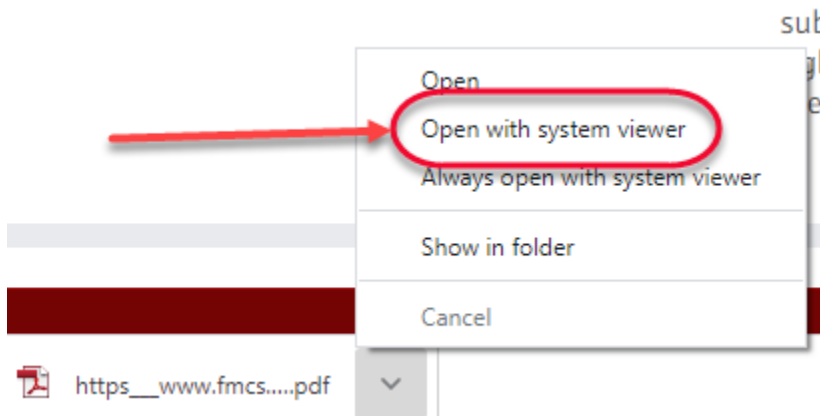 Open
Open with system viewer
Always open with system viewer
Show in folder
Cancel
https__www.fmcs.....pdf